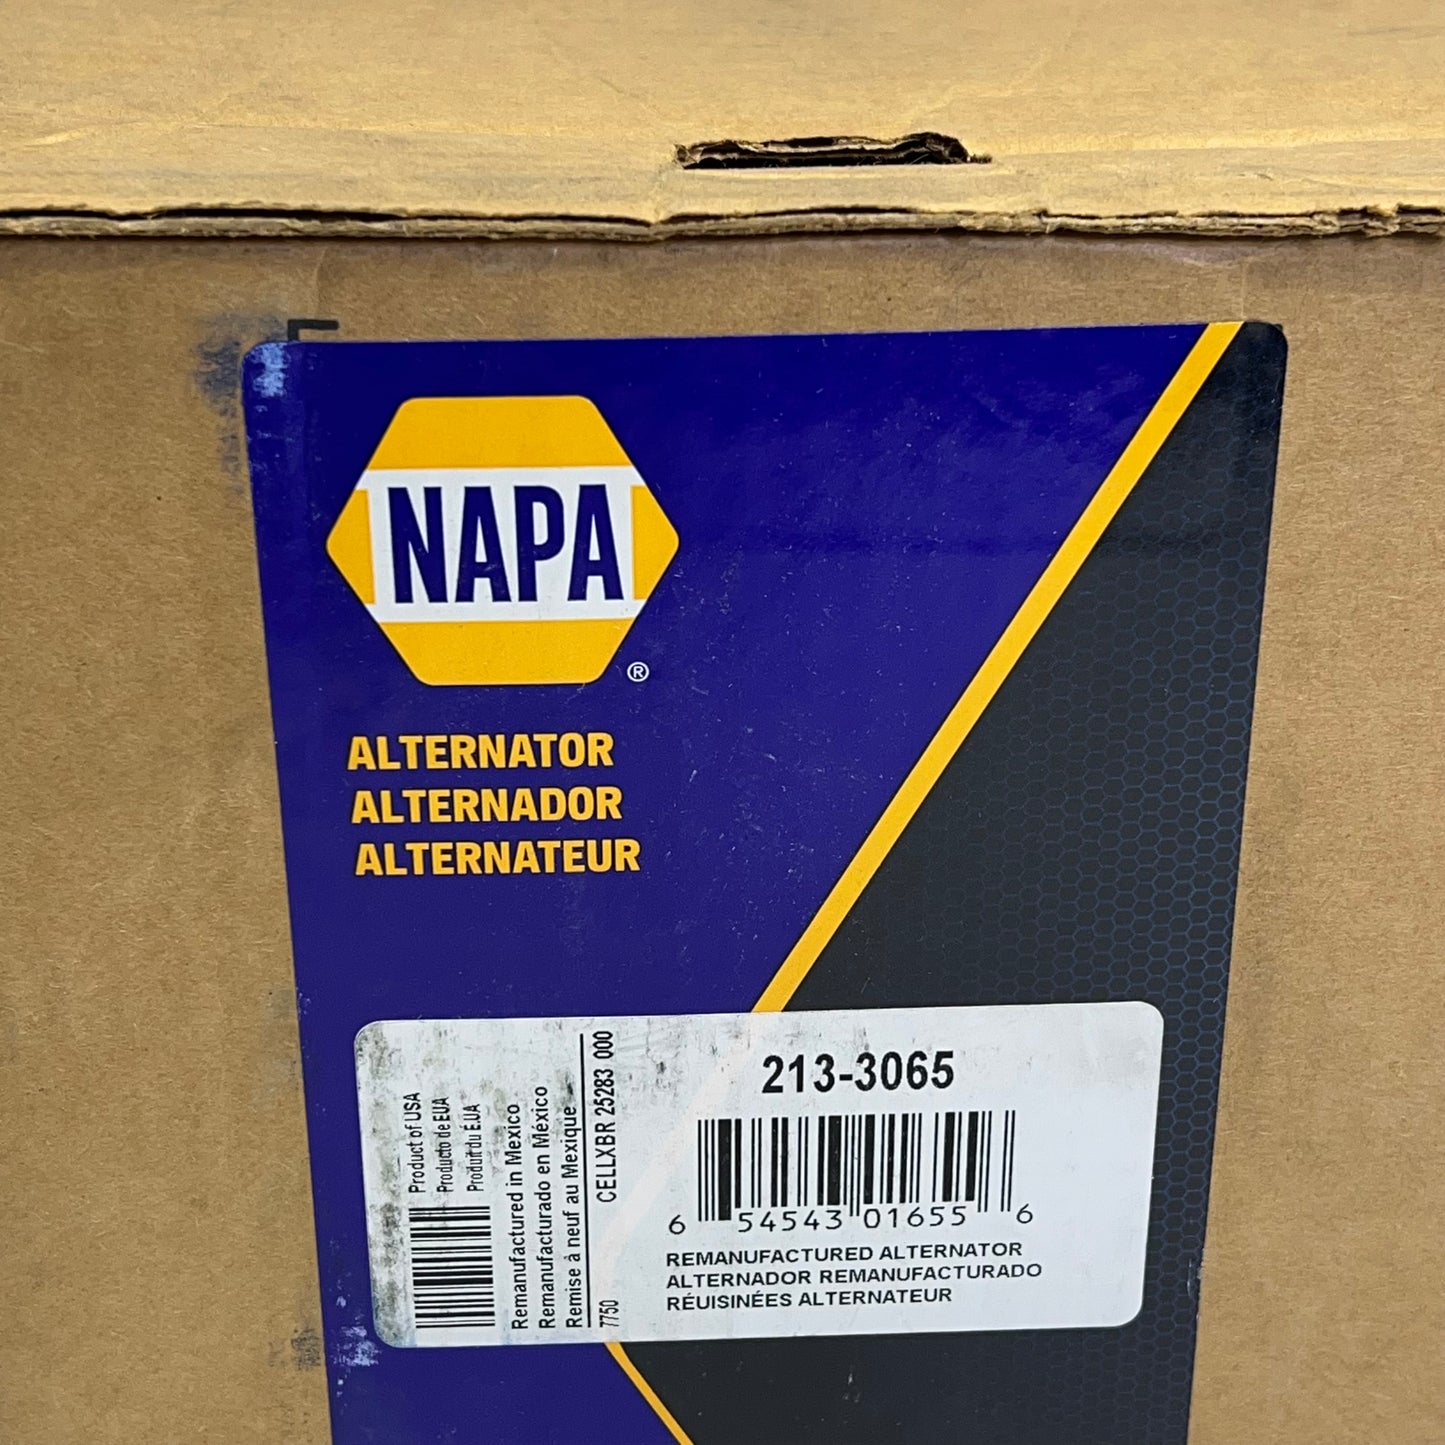 NAPA
®
ALTERNATOR
ALTERNADOR
ALTERNATEUR
213-3065
6 54543 01655 6
REMANUFACTURED ALTERNATOR
ALTERNADOR REMANUFACTURADO
RÉUISINÉES ALTERNATEUR
Product of USA
Producto de EUA
Produit du É.UA
Remanufactured in Mexico
Remanufacturado en México
Remise à neuf au Mexique
7750
CELLXBR 25283 000